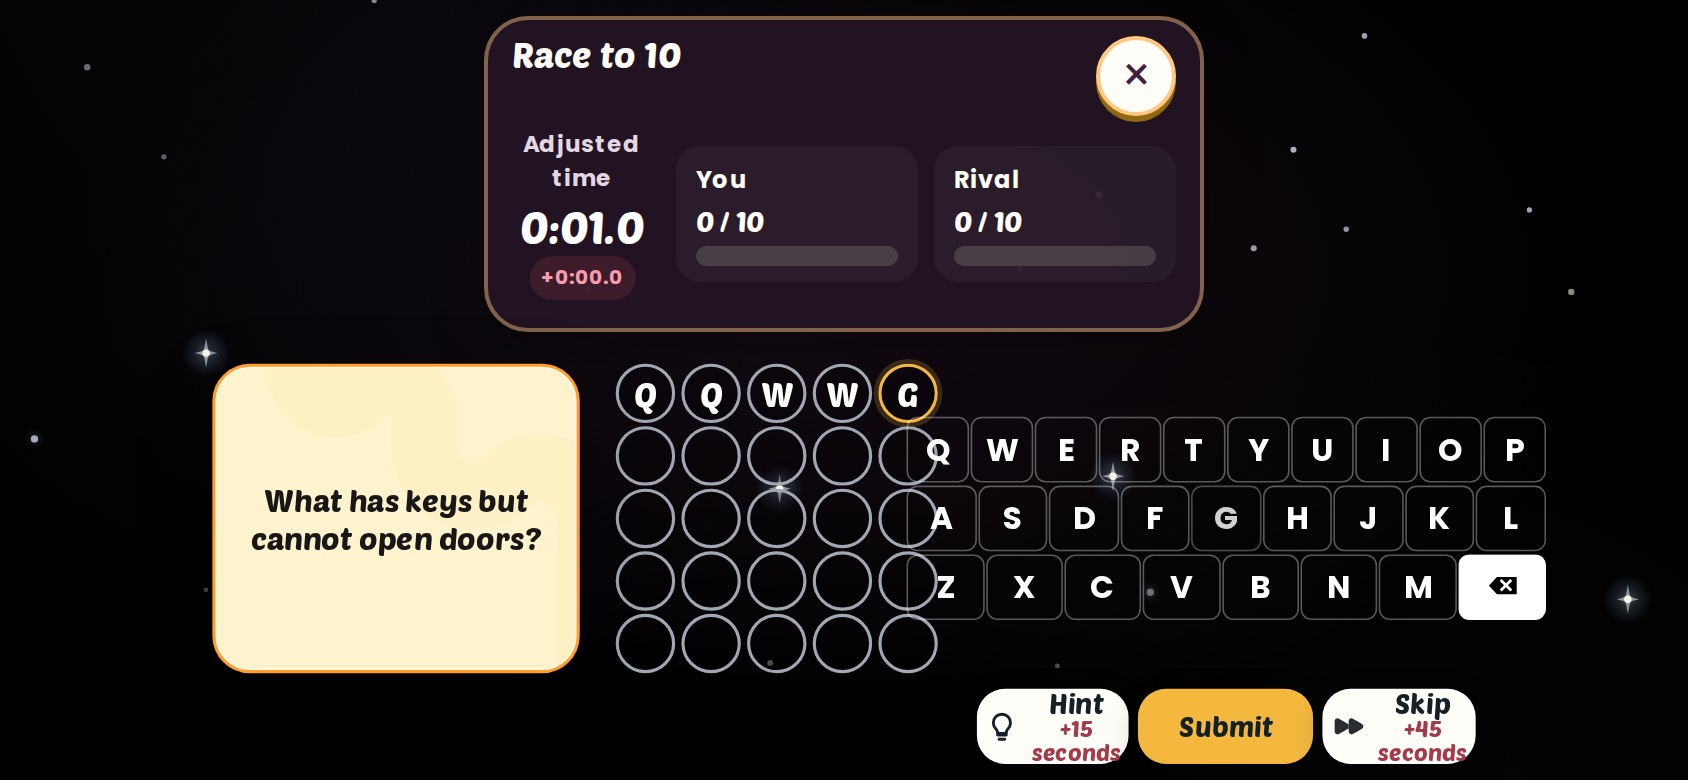 Race to 10
Adjusted
time
0:01.0
+0:00.0
You
0 / 10
Rival
0 / 10
What has keys but
cannot open doors?
Q Q W W G
Q W E R T Y U I O P
A S D F G H J K L
Z X C V B N M
Hint
+15
seconds
Submit
Skip
+45
seconds